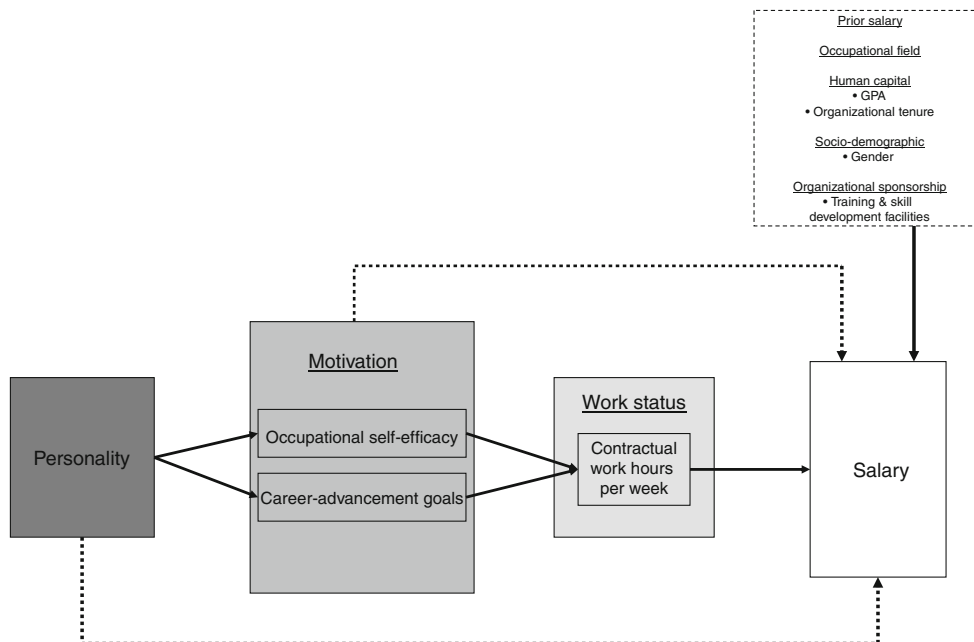 Prior salary
Occupational field
Human capital
• GPA
• Organizational tenure
Socio-demographic
• Gender
Organizational sponsorship
• Training & skill
development facilities
Motivation
Occupational self-efficacy
Career-advancement goals
Personality
Work status
Contractual
work hours
per week
Salary